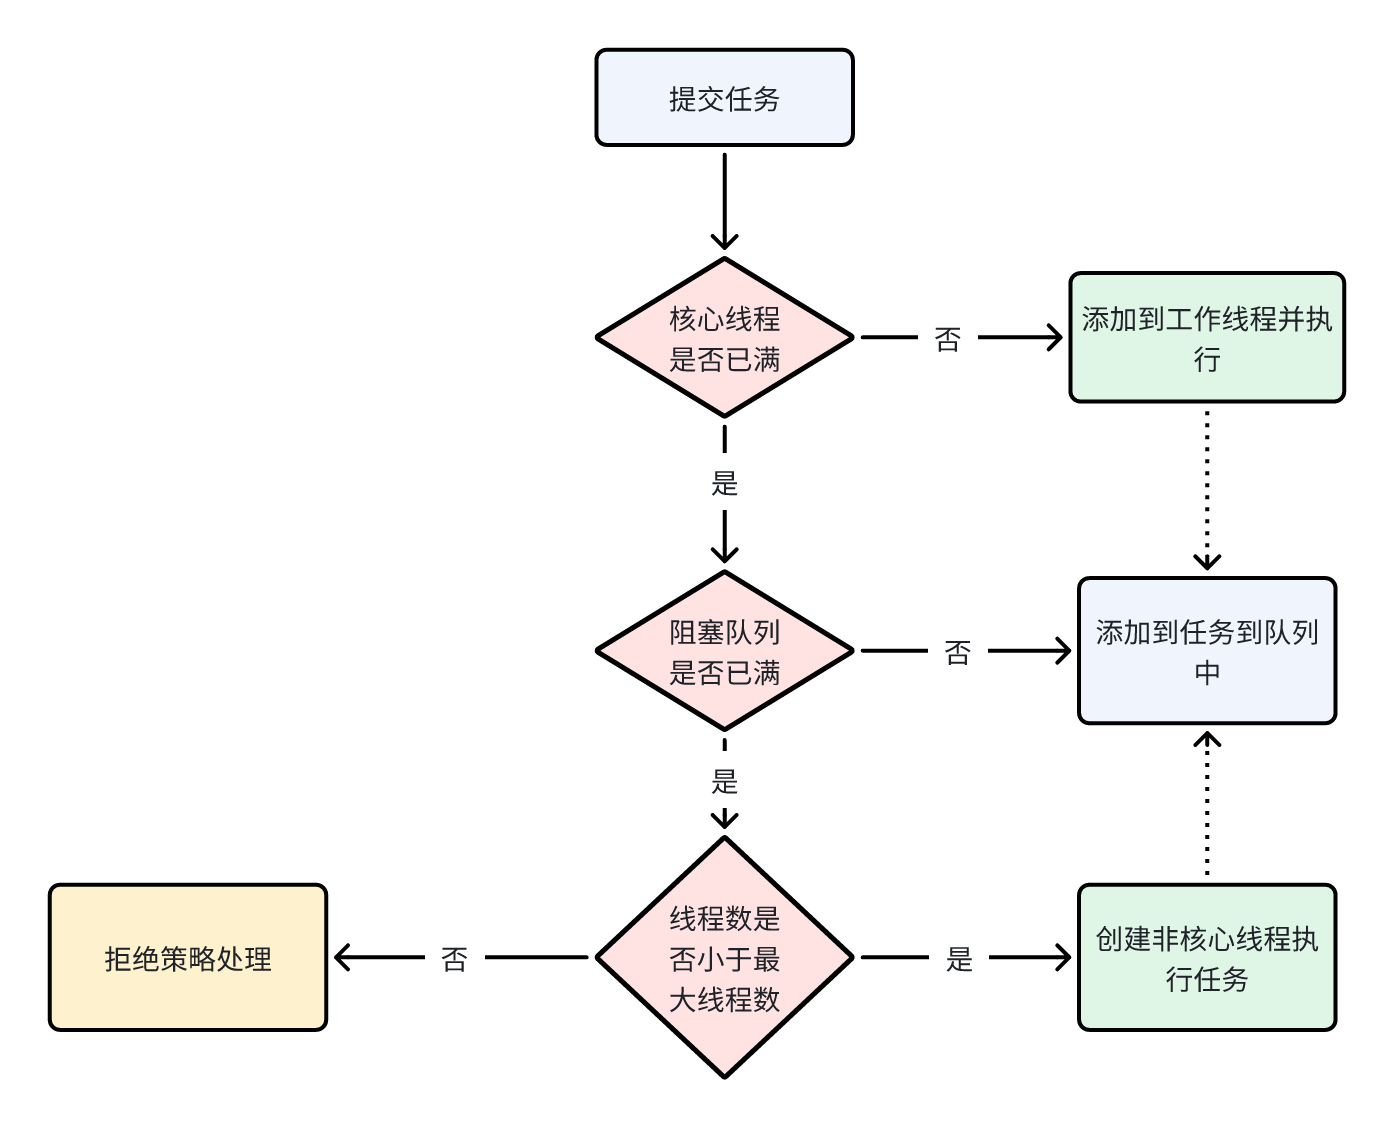 提交任务
核心线程
是否已满
否
添加到工作线程并执
行
是
阻塞队列
是否已满
否
添加到任务到队列
中
是
线程数是
否小于最
大线程数
否
拒绝策略处理
是
创建非核心线程执
行任务